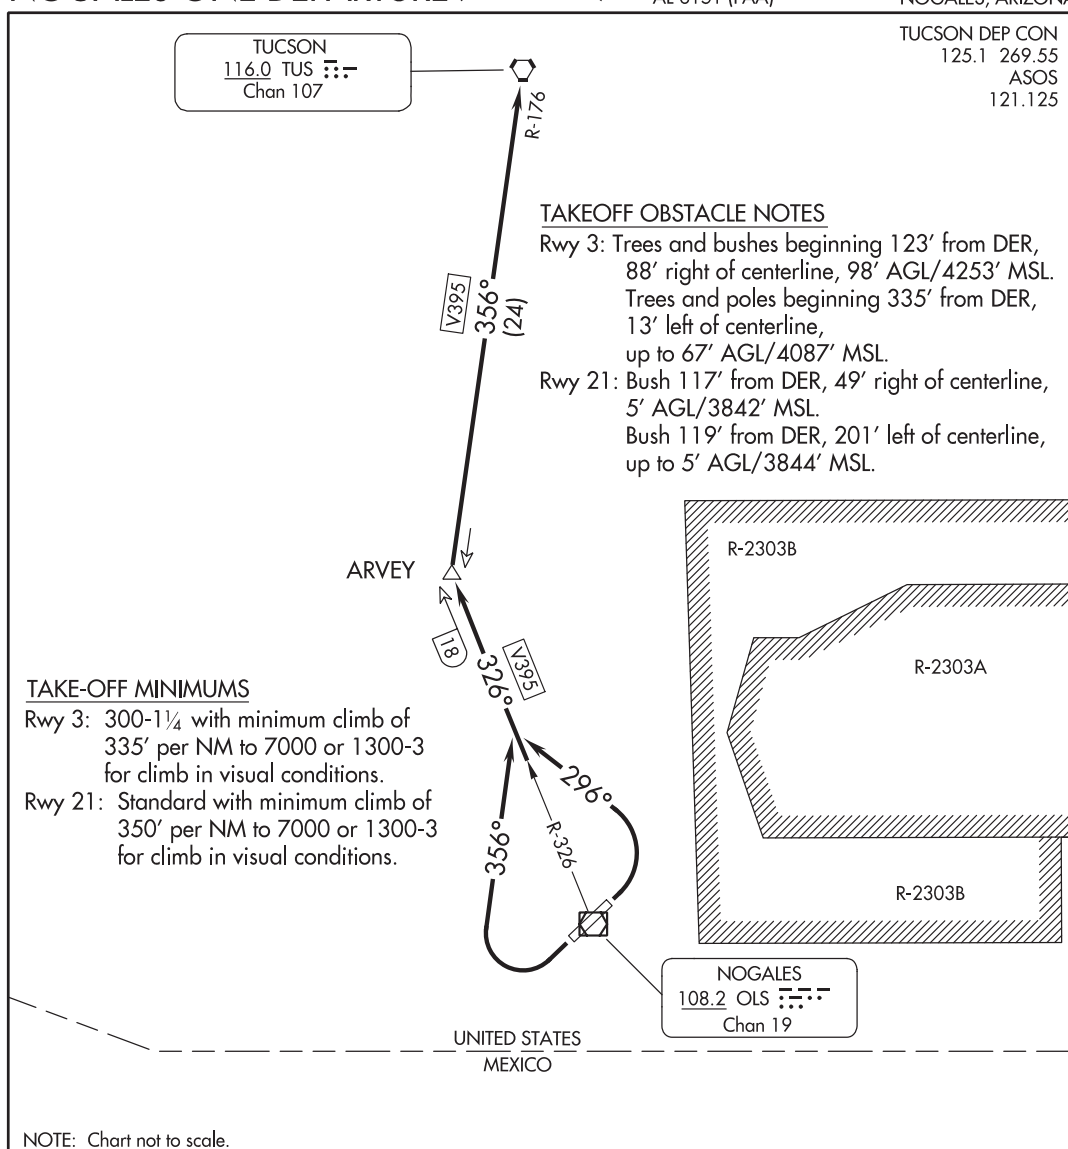 TUCSON DEP CON
125.1 269.55
ASOS
121.125
TUCSON
116.0 TUS
Chan 107
R-176
TAKEOFF OBSTACLE NOTES
Rwy 3: Trees and bushes beginning 123' from DER,
88' right of centerline, 98' AGL/4253' MSL.
Trees and poles beginning 335' from DER,
13' left of centerline,
up to 67' AGL/4087' MSL.
Rwy 21: Bush 117' from DER, 49' right of centerline,
5' AGL/3842' MSL.
Bush 119' from DER, 201' left of centerline,
up to 5' AGL/3844' MSL.
V395
356°
(24)
R-2303B
ARVEY
18
326°
V395
R-2303A
TAKE-OFF MINIMUMS
Rwy 3: 300-1¼ with minimum climb of
335' per NM to 7000 or 1300-3
for climb in visual conditions.
Rwy 21: Standard with minimum climb of
350' per NM to 7000 or 1300-3
for climb in visual conditions.
296°
356°
R-326
R-2303B
NOGALES
108.2 OLS
Chan 19
UNITED STATES
MEXICO
NOTE: Chart not to scale.